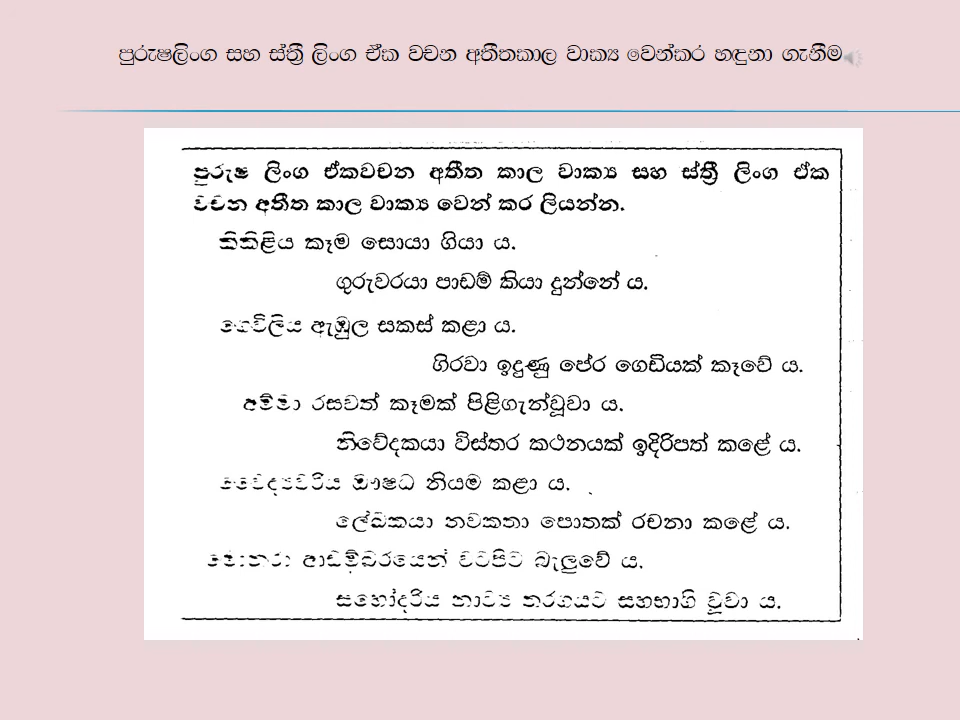 පුරුෂලිංග සහ ස්ත්‍රී ලිංග ඒක වචන අතීතකාල වාක්‍ය වෙන්කර හඳුනා ගැනීම
පුරුෂ ලිංග ඒකවචන අතීත කාල වාක්‍ය සහ ස්ත්‍රී ලිංග ඒක
වචන අතීත කාල වාක්‍ය වෙන් කර ලියන්න.
කිකිළිය කෑම සොයා ගියා ය.
ගුරුවරයා පාඩම් කියා දුන්නේ ය.
ගෙවිලිය ඇඹුල සකස් කළා ය.
ගිරවා ඉදුණු පේර ගෙඩියක් කෑවේ ය.
අම්මා රසවත් කෑමක් පිළිගැන්වූවා ය.
නිවේදකයා විස්තර කථනයක් ඉදිරිපත් කළේ ය.
වෛද්‍යවරිය ඖෂධ නියම කළා ය.
ලේඛකයා නවකතා පොතක් රචනා කළේ ය.
මොනරා ආඩම්බරයෙන් වටපිට බැලුවේ ය.
සහෝදරිය නාට්‍ය තරගයට සහභාගි වූවා ය.